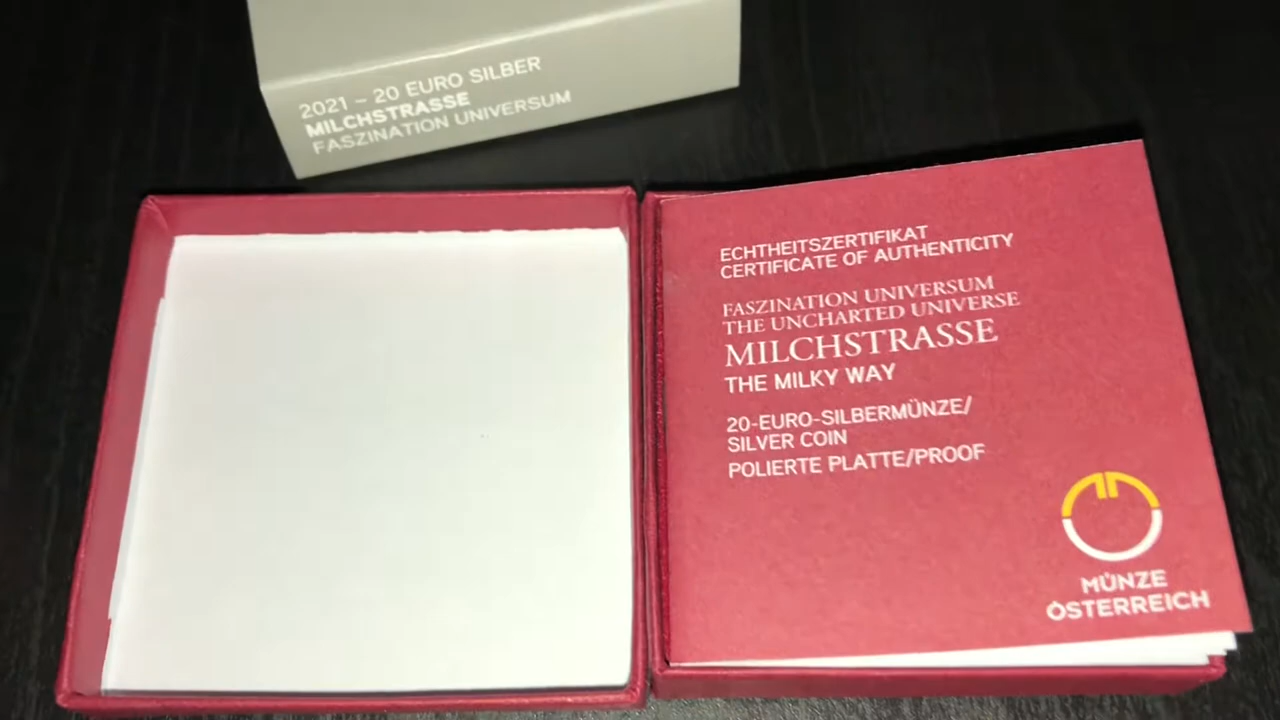 2021 – 20 EURO SILBER
MILCHSTRASSE
FASZINATION UNIVERSUM
ECHTHEITSZERTIFIKAT
CERTIFICATE OF AUTHENTICITY
FASZINATION UNIVERSUM
THE UNCHARTED UNIVERSE
MILCHSTRASSE
THE MILKY WAY
20-EURO-SILBERMÜNZE/
SILVER COIN
POLIERTE PLATTE/PROOF
MÜNZE
ÖSTERREICH